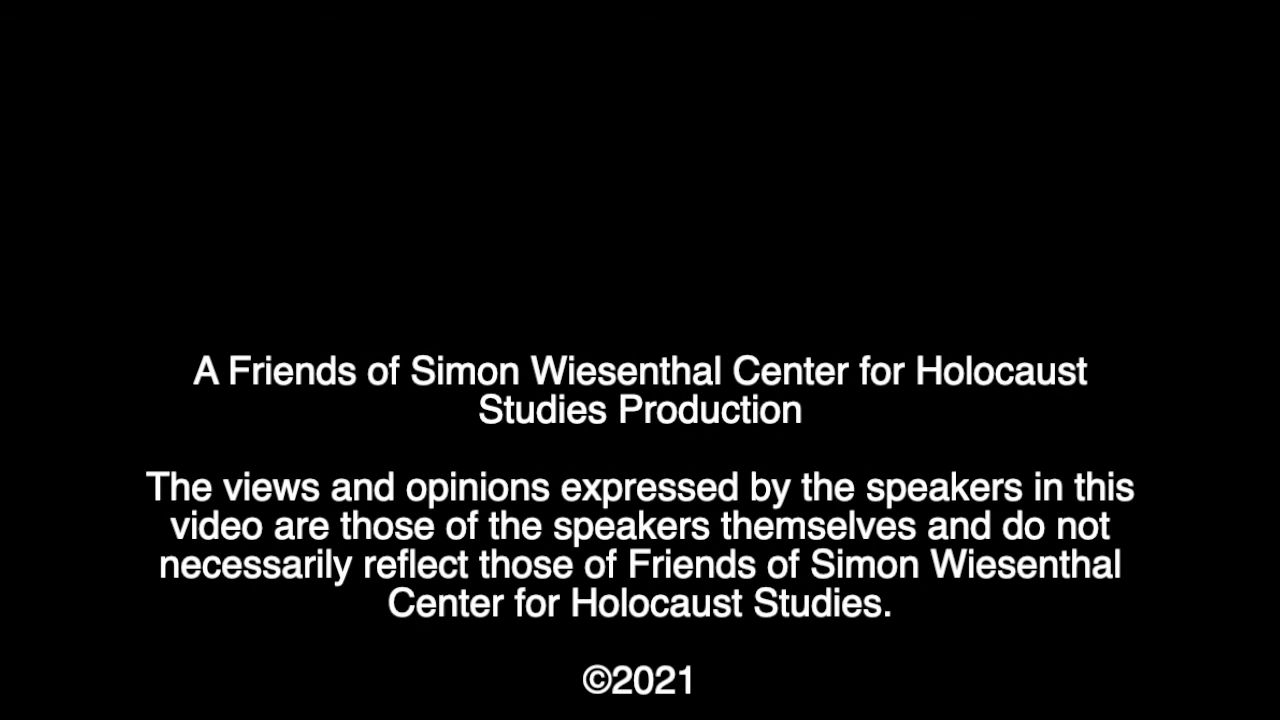 A Friends of Simon Wiesenthal Center for Holocaust
Studies Production
The views and opinions expressed by the speakers in this
video are those of the speakers themselves and do not
necessarily reflect those of Friends of Simon Wiesenthal
Center for Holocaust Studies.
©2021